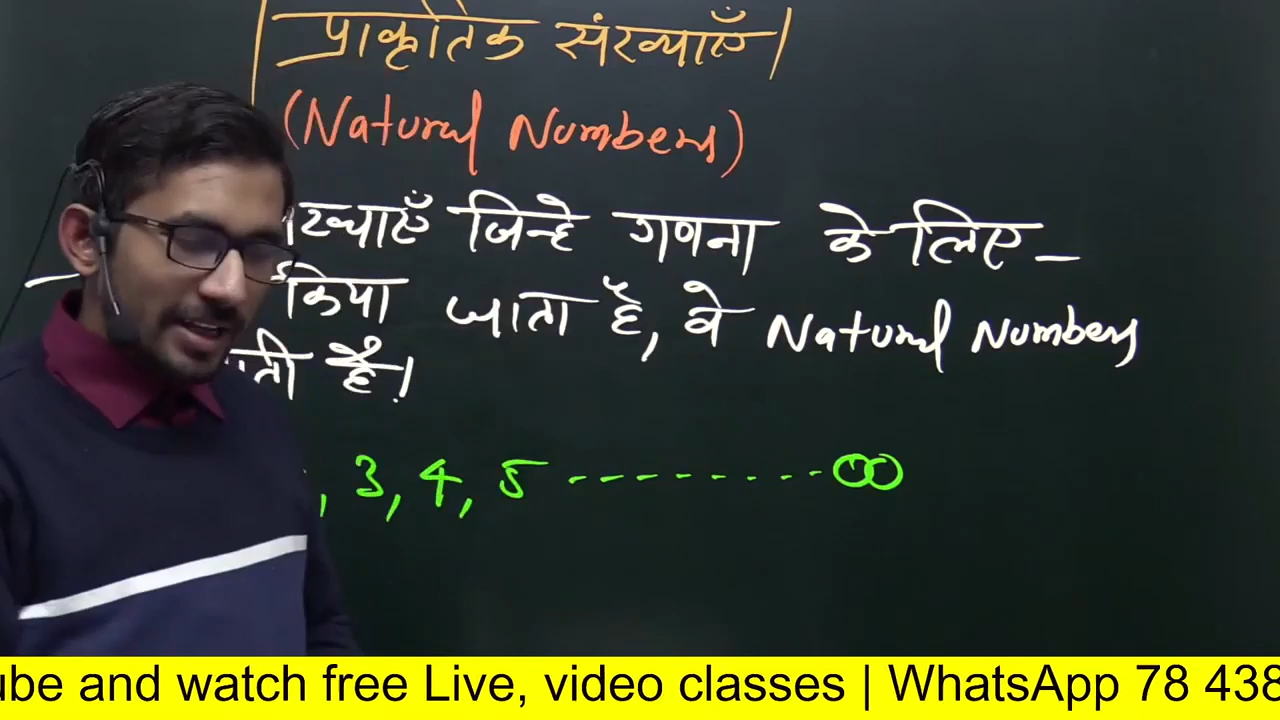 प्राकृतिक संख्याएँ
(Natural Numbers)
जिन्हे गणना के लिए -
किया जाता है, वे Natural Numbers
है।
, 3, 4, 5 --------- ∞
ube and watch free Live, video classes | WhatsApp 78 438